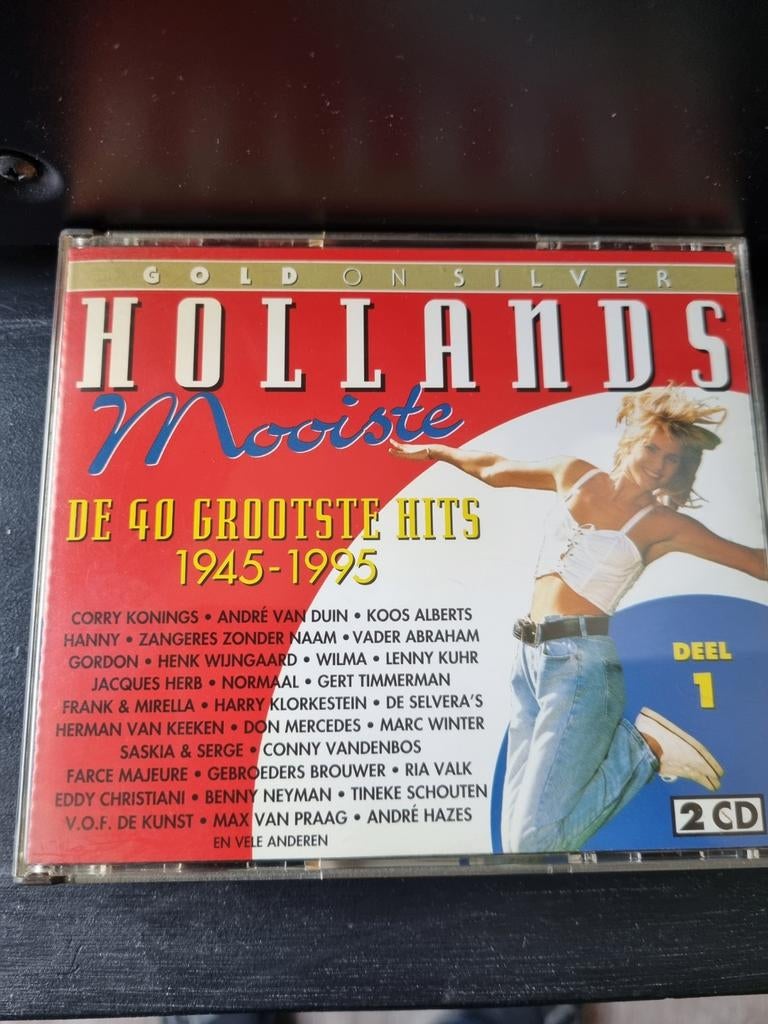 GOLD ON SILVER
HOLLANDS
Mooiste
DE 40 GROOTSTE HITS
1945-1995
CORRY KONINGS • ANDRÉ VAN DUIN • KOOS ALBERTS
HANNY • ZANGERES ZONDER NAAM • VADER ABRAHAM
GORDON • HENK WIJNGAARD • WILMA • LENNY KUHR
JACQUES HERB • NORMAAL • GERT TIMMERMAN
FRANK & MIRELLA • HARRY KLORKESTEIN • DE SELVERA'S
HERMAN VAN KEEKEN • DON MERCEDES • MARC WINTER
SASKIA & SERGE • CONNY VANDENBOS
FARCE MAJEURE • GEBROEDERS BROUWER • RIA VALK
EDDY CHRISTIANI • BENNY NEYMAN • TINEKE SCHOUTEN
V.O.F. DE KUNST • MAX VAN PRAAG • ANDRÉ HAZES
EN VELE ANDEREN
DEEL
1
2 CD